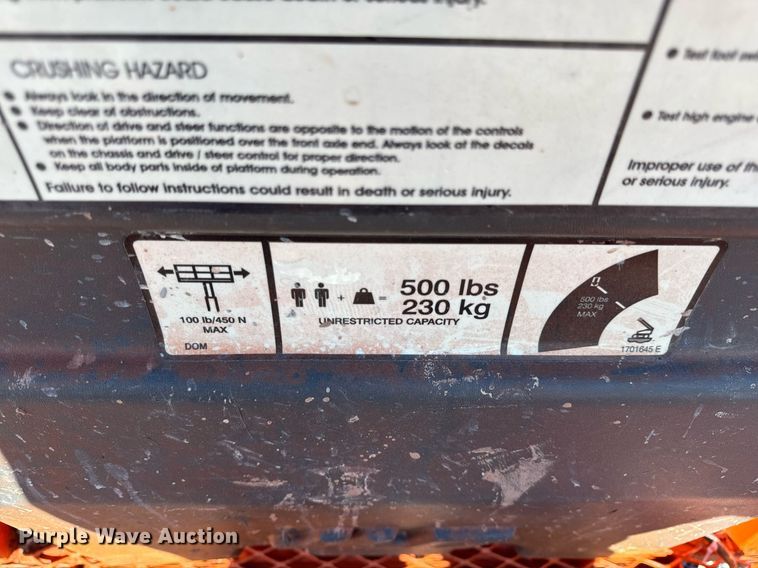 CRUSHING HAZARD
Always look in the direction of movement.
Keep clear of obstructions.
Direction of drive and steer functions are opposite to the motion of the controls
when the platform is positioned over the front axle end. Always look at the decals
on the chassis and drive / steer control for proper direction.
Keep all body parts inside of platform during operation.
Failure to follow instructions could result in death or serious injury.
Test foot
Test high engine
Improper use of
or serious injury.
100 lb/450 N
MAX
DOM
+ = 500 lbs
230 kg
UNRESTRICTED CAPACITY
500 lbs
230 kg
MAX
1701645 E
Purple Wave Auction